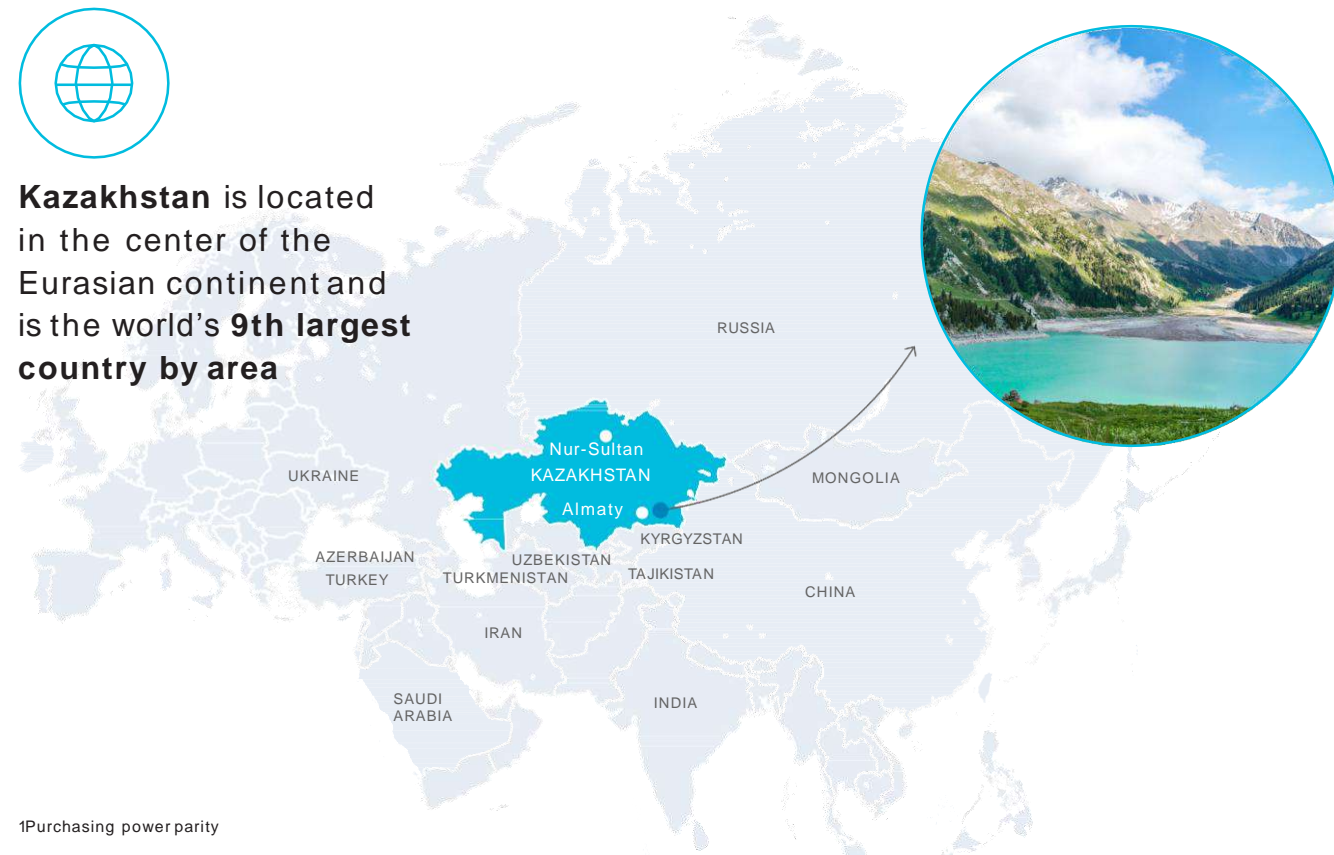 Kazakhstan is located
in the center of the
Eurasian continent and
is the world’s 9th largest
country by area
RUSSIA
Nur-Sultan
KAZAKHSTAN
UKRAINE
MONGOLIA
Almaty
KYRGYZSTAN
AZERBAIJAN
UZBEKISTAN
TURKEY
TURKMENISTAN
TAJIKISTAN
CHINA
IRAN
SAUDI
ARABIA
INDIA
1Purchasing power parity